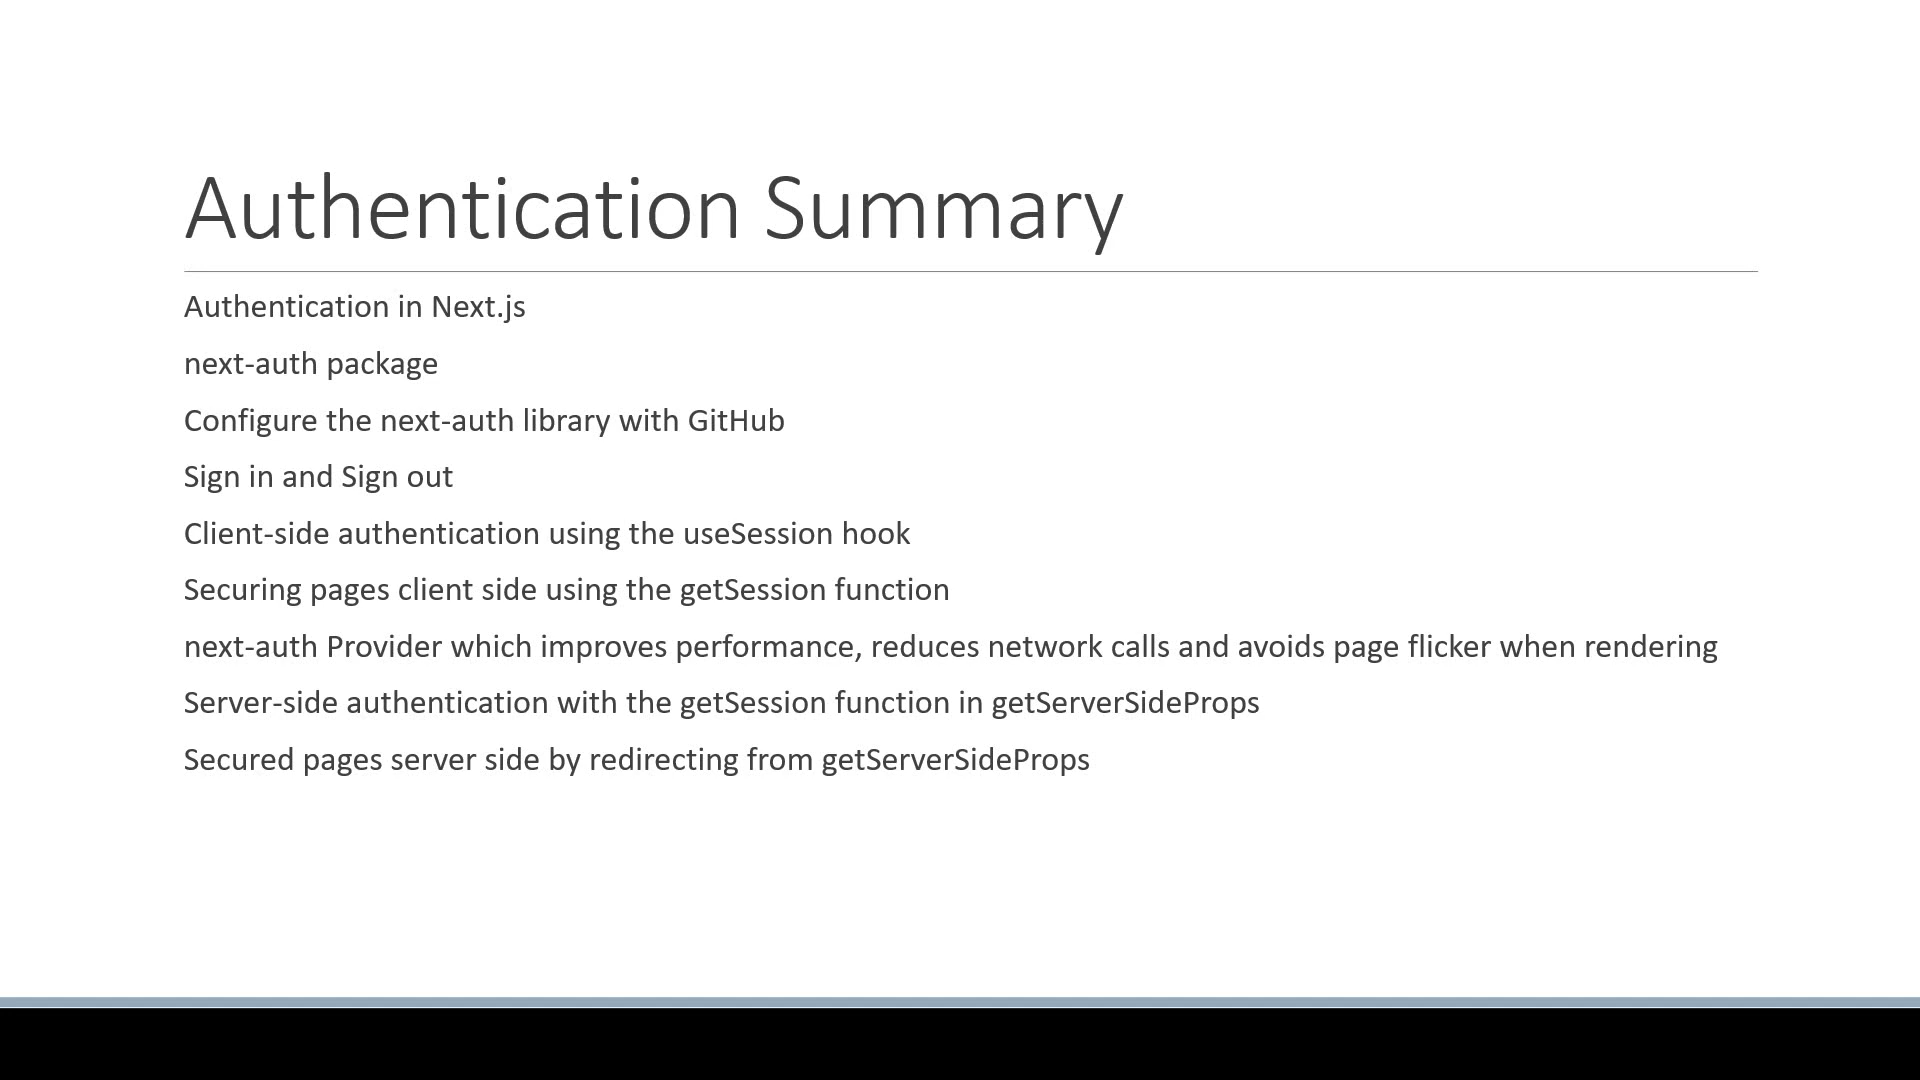 Authentication Summary
Authentication in Next.js
next-auth package
Configure the next-auth library with GitHub
Sign in and Sign out
Client-side authentication using the useSession hook
Securing pages client side using the getSession function
next-auth Provider which improves performance, reduces network calls and avoids page flicker when rendering
Server-side authentication with the getSession function in getServerSideProps
Secured pages server side by redirecting from getServerSideProps